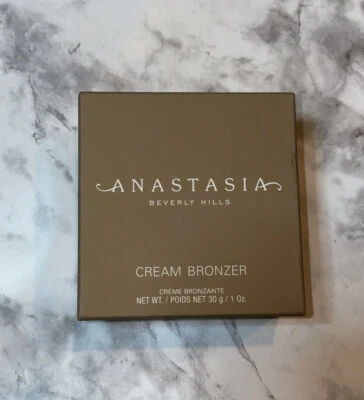 ANASTASIA
BEVERLY HILLS
CREAM BRONZER
CRÈME BRONZANTE
NET WT. / POIDS NET 30 g / 1 Oz.